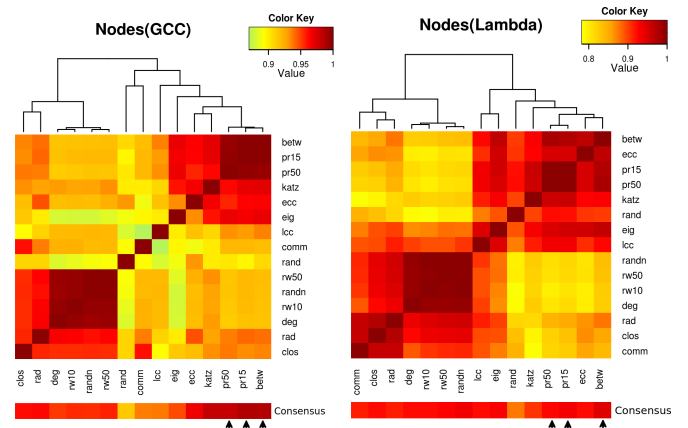 Nodes(GCC)
Color Key
0.9 0.95 1
Value
betw
pr15
pr50
katz
ecc
eig
lcc
comm
rand
rw50
randn
rw10
deg
rad
clos
clos rad deg rw10 randn rw50 rand comm lcc eig ecc katz pr50 pr15 betw
Consensus
Nodes(Lambda)
Color Key
0.8 0.9 1
Value
betw
ecc
pr15
pr50
katz
rand
eig
lcc
randn
rw50
rw10
deg
rad
clos
comm
comm clos rad deg rw10 rw50 randn lcc eig rand katz pr50 pr15 ecc betw
Consensus